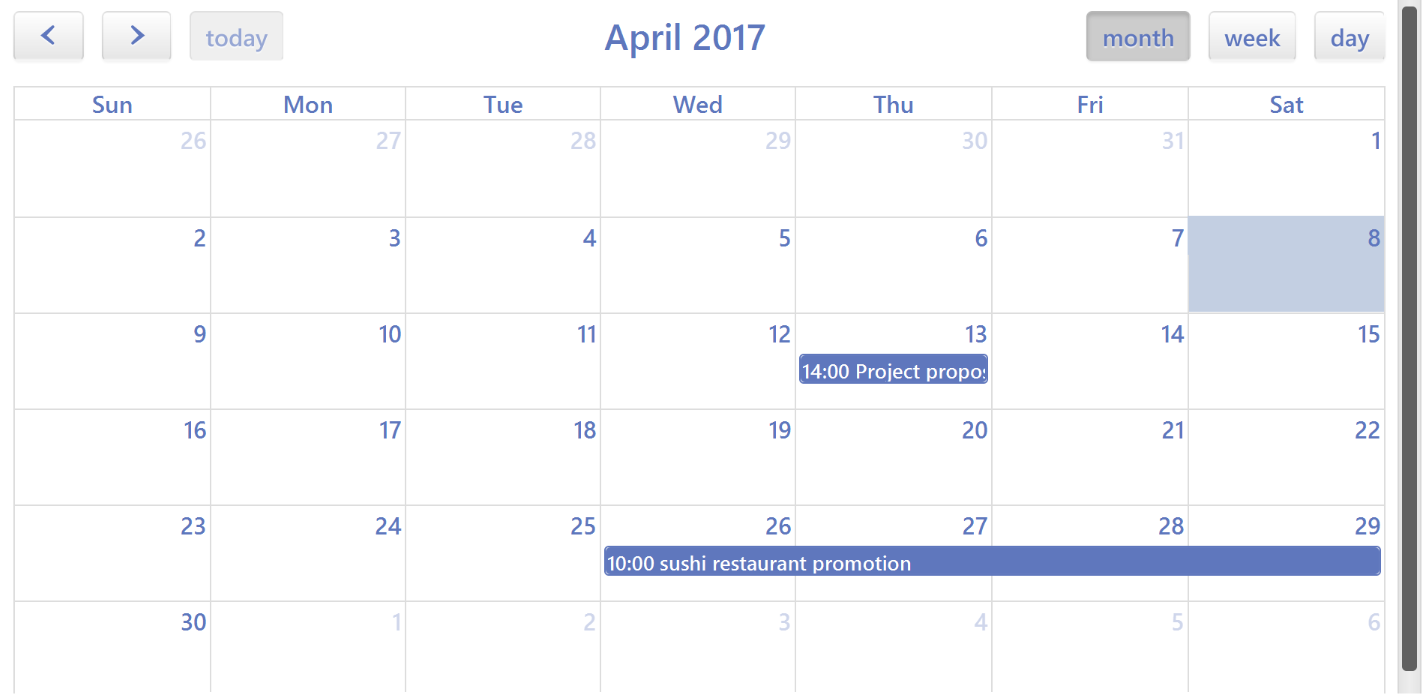 today April 2017 month week day
Sun Mon Tue Wed Thu Fri Sat
26 27 28 29 30 31 1
2 3 4 5 6 7 8
9 10 11 12 13 14 15
14:00 Project propos
16 17 18 19 20 21 22
23 24 25 26 27 28 29
10:00 sushi restaurant promotion
30 1 2 3 4 5 6